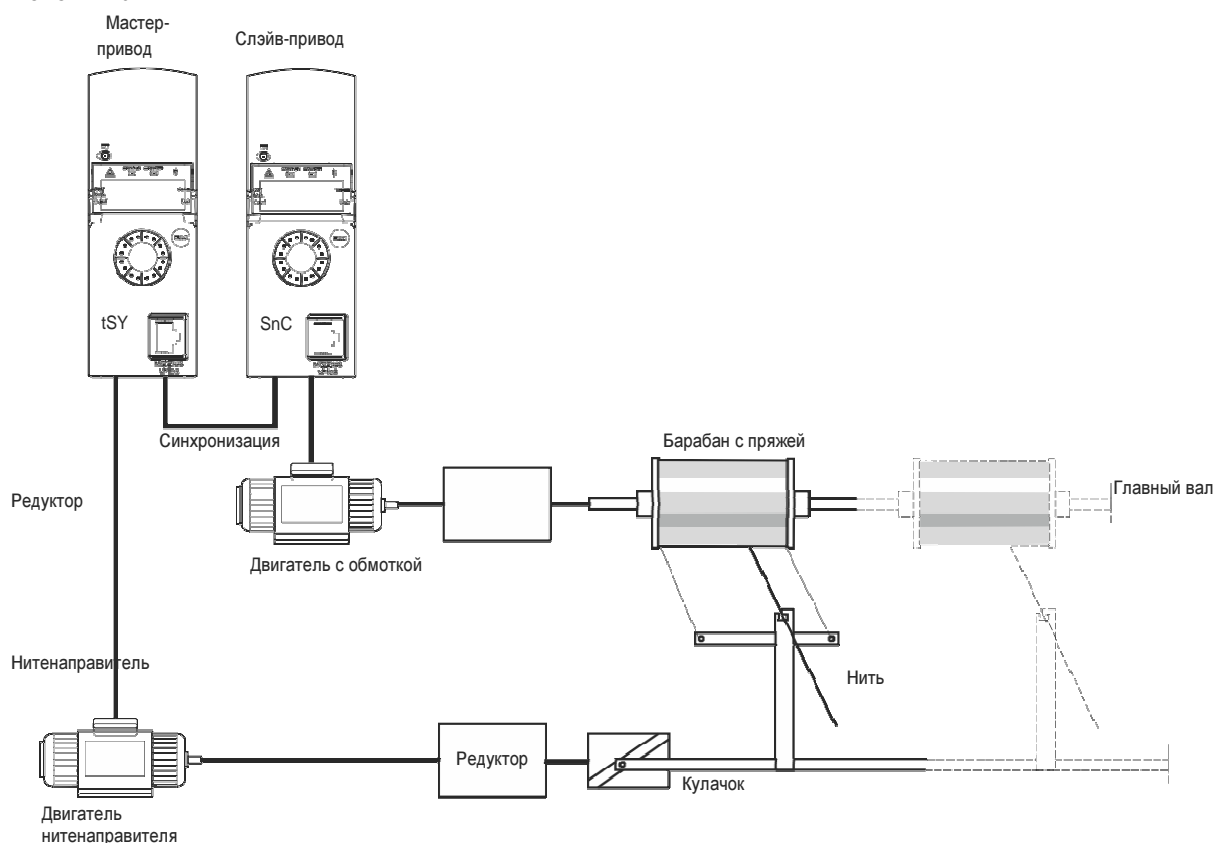 Мастер-
привод
Слэйв-привод
tSY
SnC
Синхронизация
Барабан с пряжей
Главный вал
Редуктор
Двигатель с обмоткой
Нитенаправитель
Нить
Редуктор
Кулачок
Двигатель
нитенаправителя